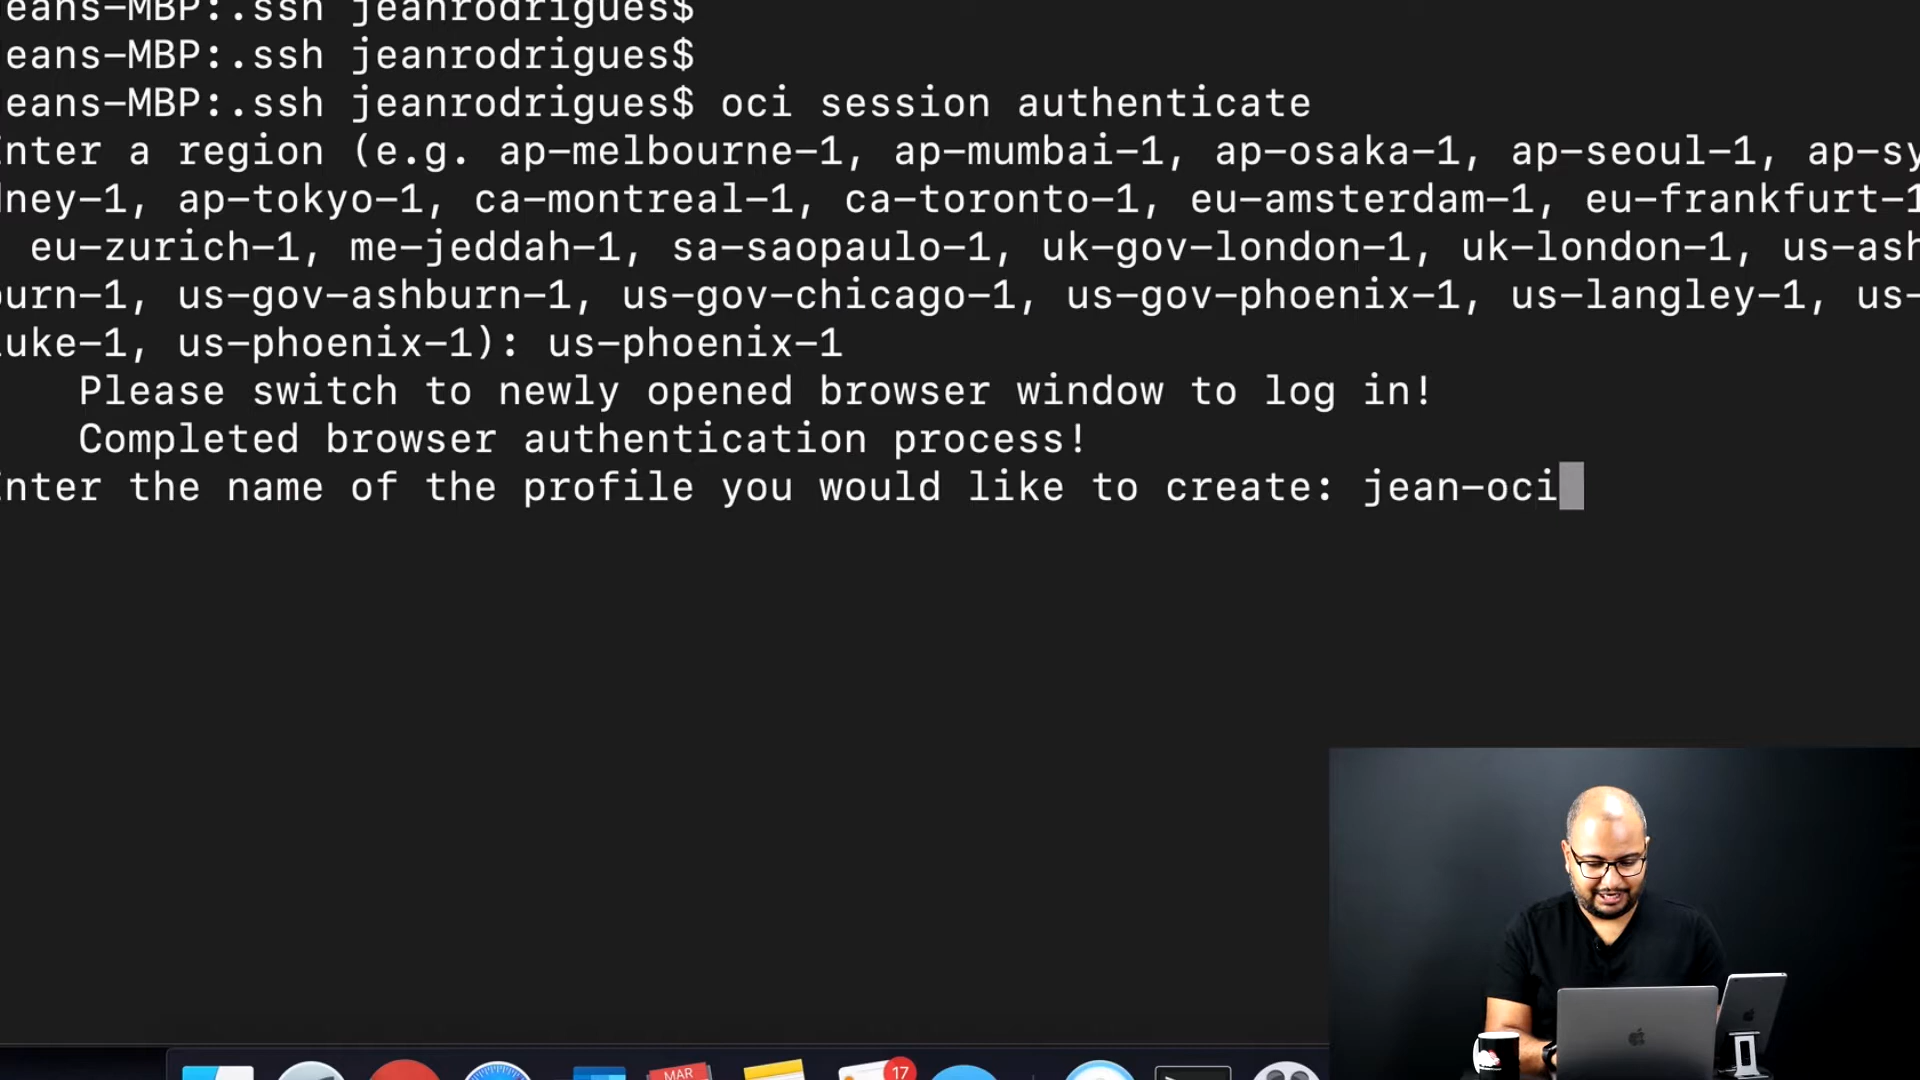 eans-MBP:.ssh jeanrodrigues$
eans-MBP:.ssh jeanrodrigues$
eans-MBP:.ssh jeanrodrigues$ oci session authenticate
nter a region (e.g. ap-melbourne-1, ap-mumbai-1, ap-osaka-1, ap-seoul-1, ap-sy
dney-1, ap-tokyo-1, ca-montreal-1, ca-toronto-1, eu-amsterdam-1, eu-frankfurt-1
eu-zurich-1, me-jeddah-1, sa-saopaulo-1, uk-gov-london-1, uk-london-1, us-ash
burn-1, us-gov-ashburn-1, us-gov-chicago-1, us-gov-phoenix-1, us-langley-1, us-
luke-1, us-phoenix-1): us-phoenix-1
Please switch to newly opened browser window to log in!
Completed browser authentication process!
Enter the name of the profile you would like to create: jean-oci
MAR
17